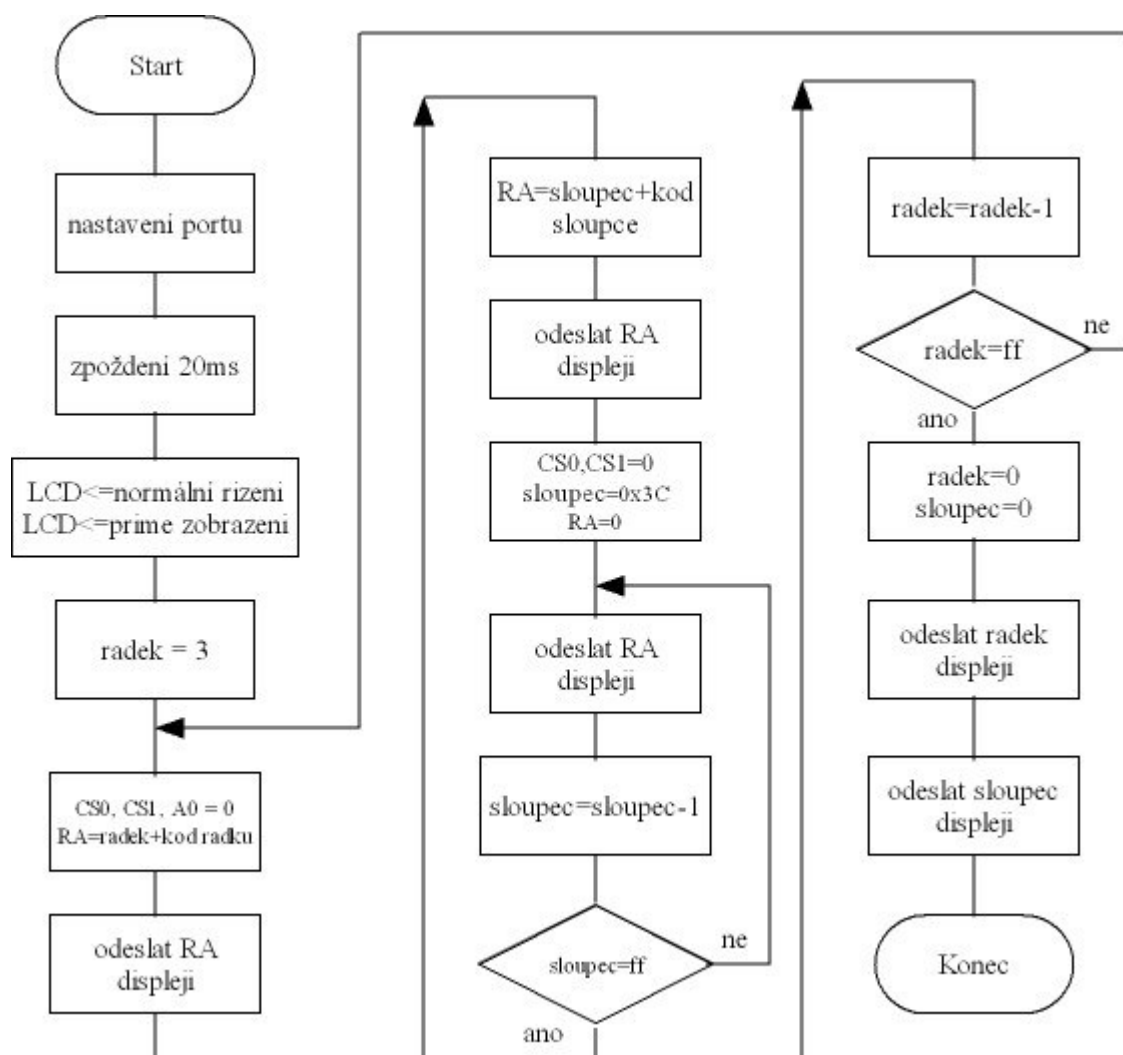 Start
nastavení portu
zpoždení 20ms
LCD<=normální rizeni
LCD<=prime zobrazeni
radek = 3
CS0, CS1, A0 = 0
RA=radek+kod radku
odeslat RA
displeji
RA=sloupec+kod
sloupce
odeslat RA
displeji
CS0,CS1=0
sloupec=0x3C
RA=0
odeslat RA
displeji
sloupec=sloupec-1
sloupec=ff
ne
ano
radek=radek-1
radek=ff
ne
ano
radek=0
sloupec=0
odeslat radek
displeji
odeslat sloupec
displeji
Konec